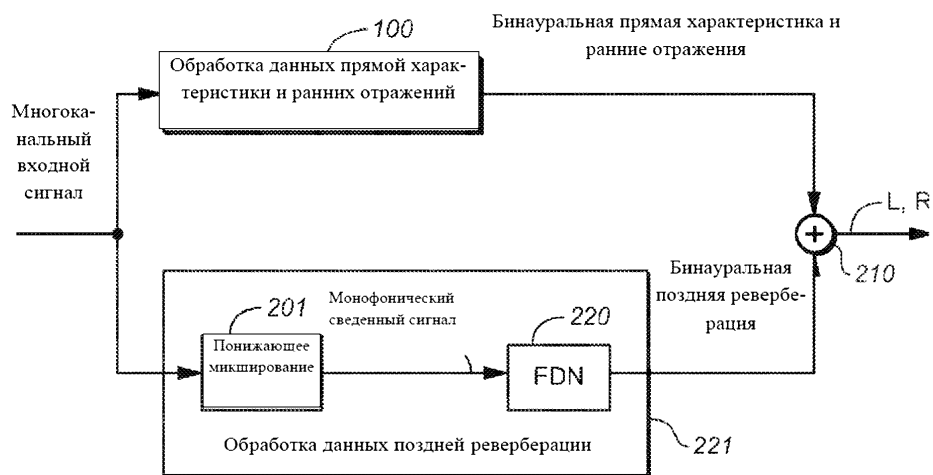 100
Бинауральная прямая характеристика и
ранние отражения
Обработка данных прямой харак-
теристики и ранних отражений
Многока-
нальный
входной
сигнал
L, R
210
Бинауральная
поздняя ревербе-
рация
201
Монофонический
сведенный сигнал
220
Понижающее
микширование
FDN
Обработка данных поздней реверберации
221